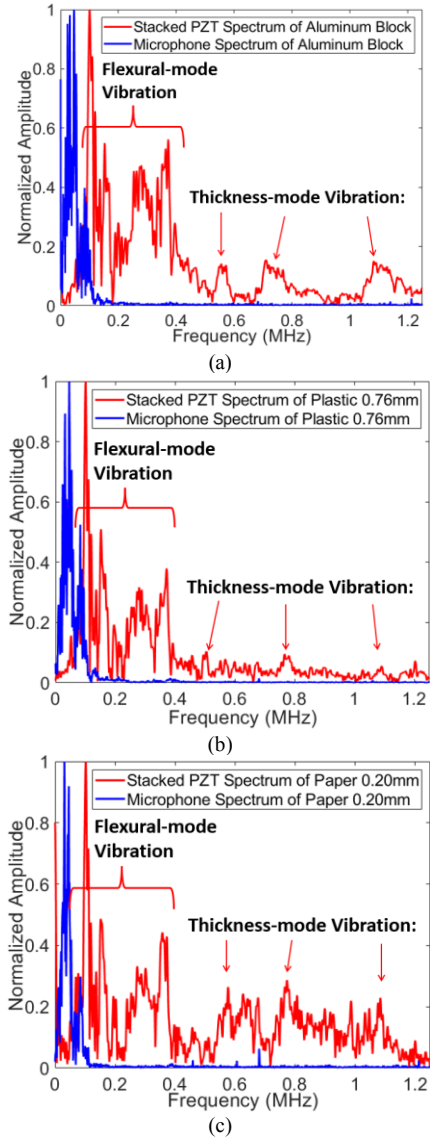 Stacked PZT Spectrum of Aluminum Block
Microphone Spectrum of Aluminum Block
Flexural-mode
Vibration
Thickness-mode Vibration:
Normalized Amplitude
1
0.8
0.6
0.4
0.2
0
0 0.2 0.4 0.6 0.8 1 1.2
Frequency (MHz)
(a)
Stacked PZT Spectrum of Plastic 0.76mm
Microphone Spectrum of Plastic 0.76mm
Flexural-mode
Vibration
Thickness-mode Vibration:
Normalized Amplitude
1
0.8
0.6
0.4
0.2
0
0 0.2 0.4 0.6 0.8 1 1.2
Frequency (MHz)
(b)
Stacked PZT Spectrum of Paper 0.20mm
Microphone Spectrum of Paper 0.20mm
Flexural-mode
Vibration
Thickness-mode Vibration:
Normalized Amplitude
1
0.8
0.6
0.4
0.2
0
0 0.2 0.4 0.6 0.8 1 1.2
Frequency (MHz)
(c)